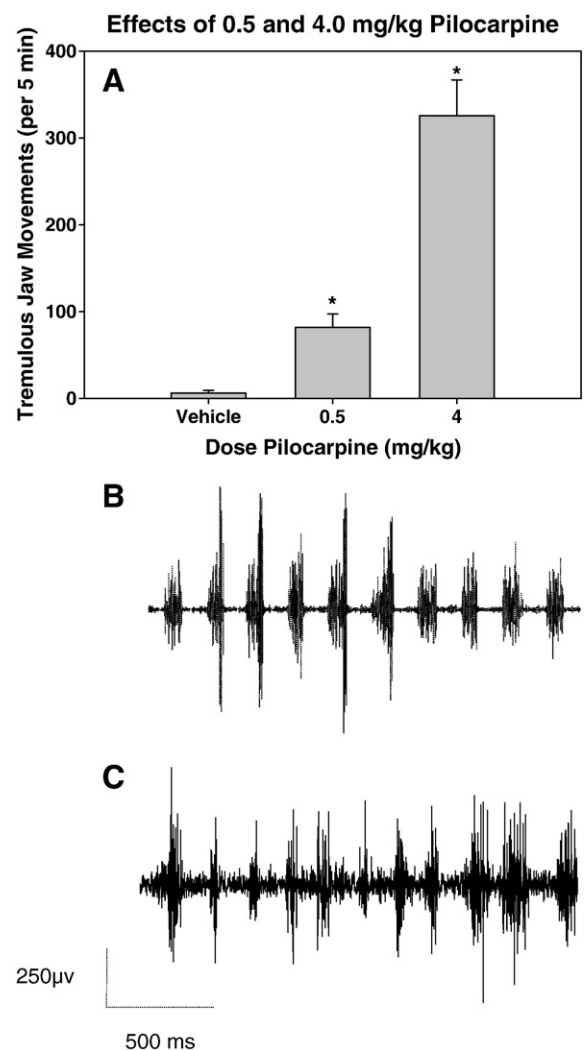 Effects of 0.5 and 4.0 mg/kg Pilocarpine
A
Tremulous Jaw Movements (per 5 min)
400
300
200
100
0
*
*
Vehicle 0.5 4
Dose Pilocarpine (mg/kg)
B
C
250µv
500 ms